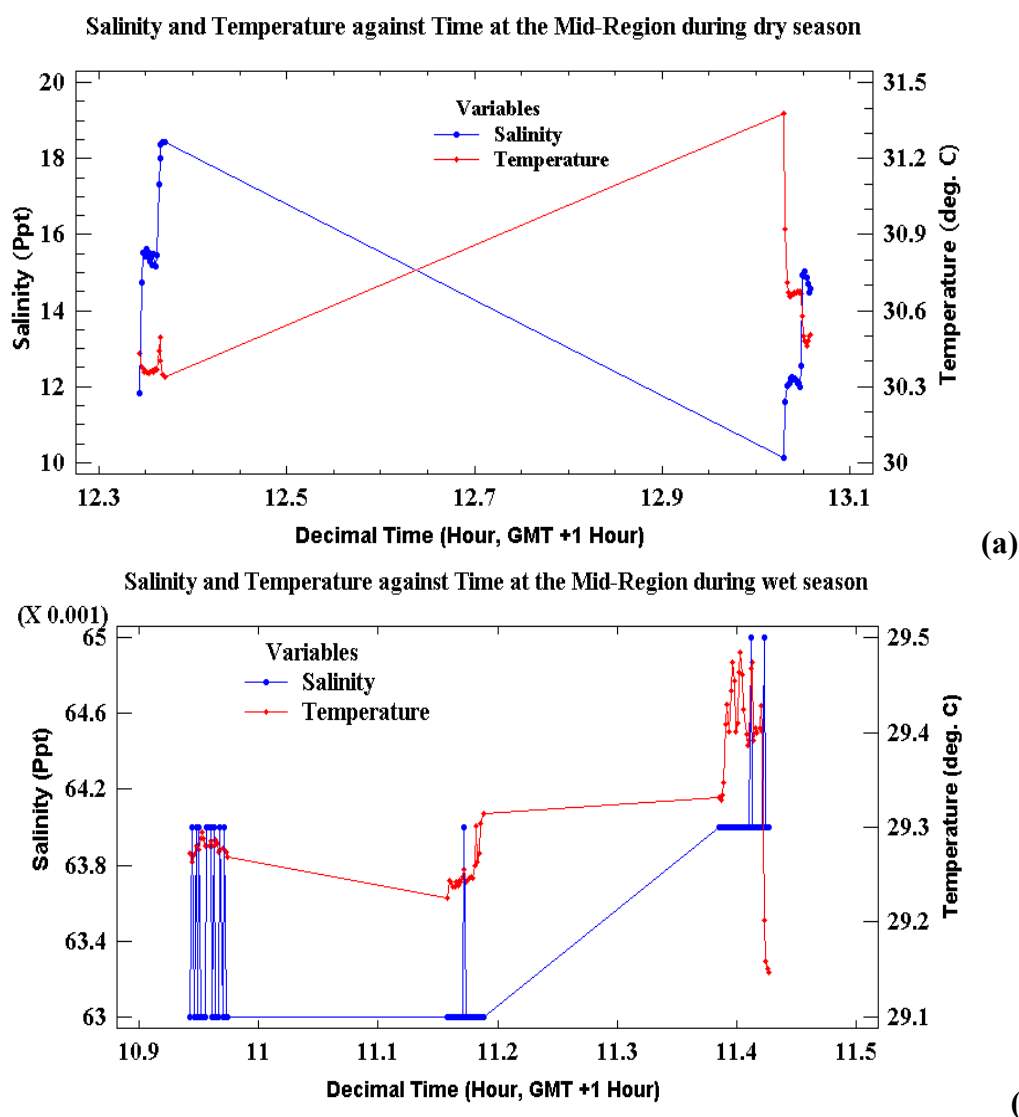 Salinity and Temperature against Time at the Mid-Region during dry season
20
18
16
14
12
10
Salinity (Ppt)
Variables
Salinity
Temperature
31.5
31.2
30.9
30.6
30.3
30
Temperature (deg. C)
12.3 12.5 12.7 12.9 13.1
Decimal Time (Hour, GMT +1 Hour)
(a)
Salinity and Temperature against Time at the Mid-Region during wet season
(X 0.001)
65
64.6
64.2
63.8
63.4
63
Salinity (Ppt)
Variables
Salinity
Temperature
29.5
29.4
29.3
29.2
29.1
Temperature (deg. C)
10.9 11 11.1 11.2 11.3 11.4 11.5
Decimal Time (Hour, GMT +1 Hour)
(